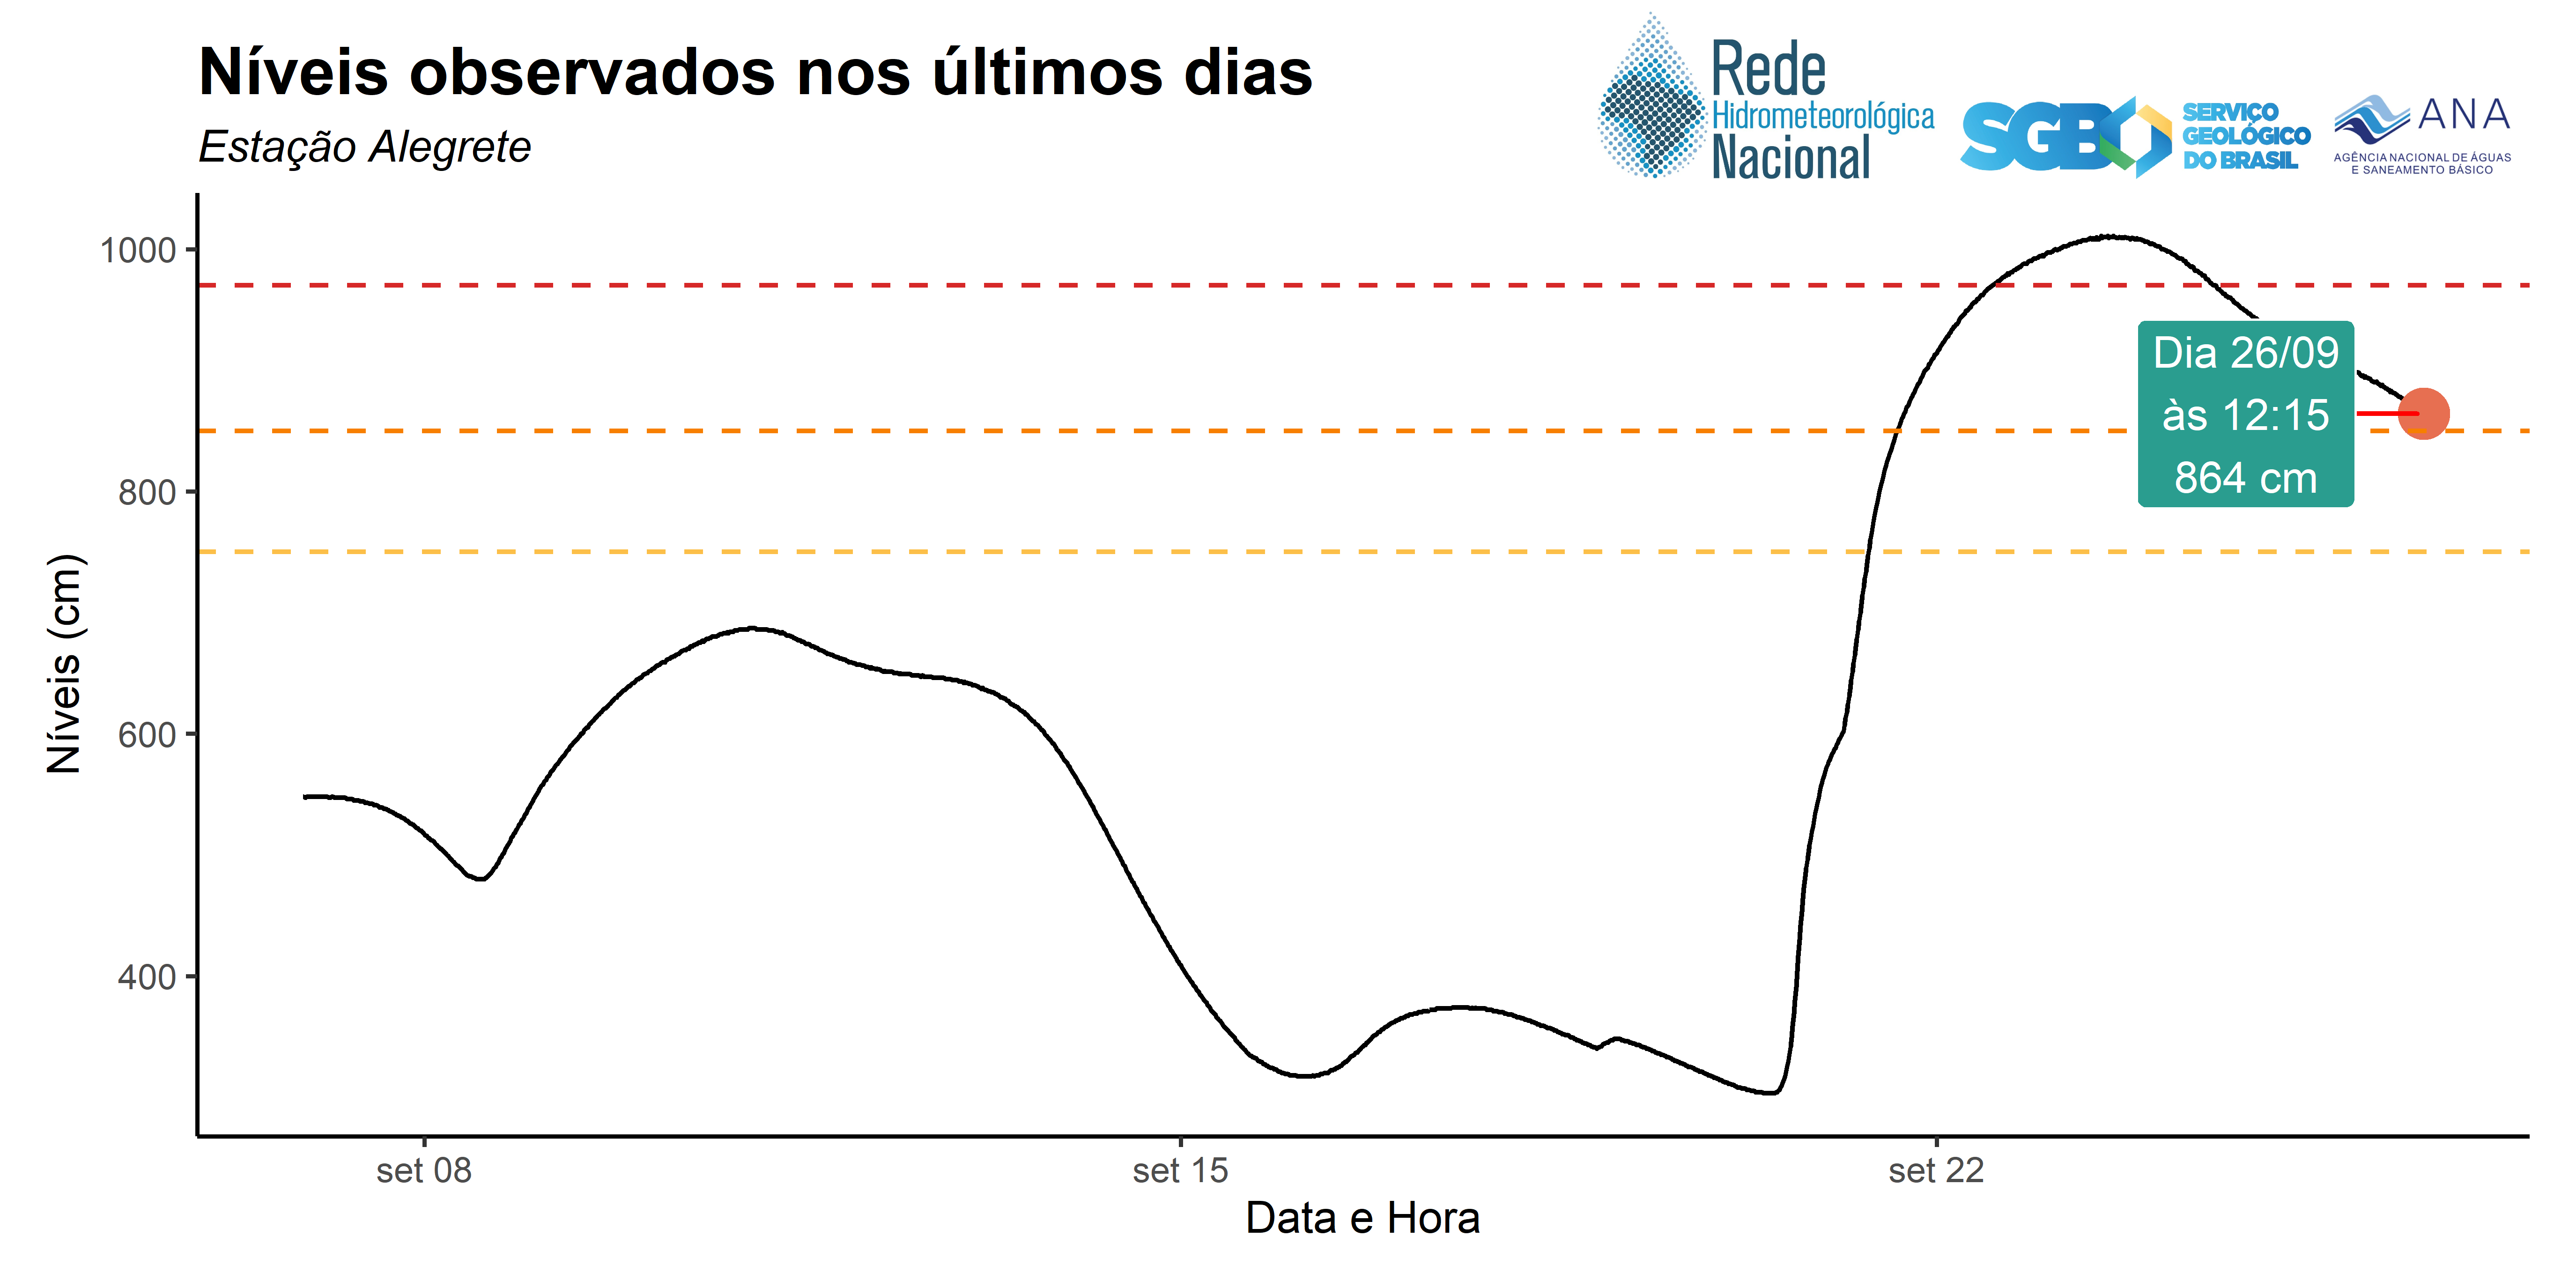 Níveis observados nos últimos dias
Estação Alegrete
Rede
Hidrometeorológica
Nacional
SGB
SERVIÇO
GEOLÓGICO
DO BRASIL
ANA
AGÊNCIA NACIONAL DE ÁGUAS
E SANEAMENTO BÁSICO
Níveis (cm)
1000
800
600
400
Dia 26/09
às 12:15
864 cm
set 08
set 15
set 22
Data e Hora